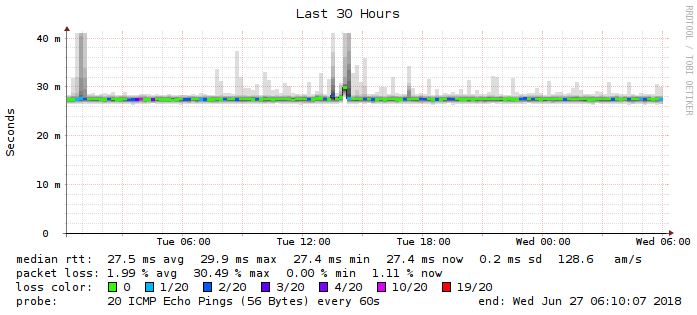 Last 30 Hours
RRDTOOL / TOBI OETIKER
Seconds
40 m
30 m
20 m
10 m
0
Tue 06:00 Tue 12:00 Tue 18:00 Wed 00:00 Wed 06:00
median rtt: 27.5 ms avg 29.9 ms max 27.4 ms min 27.4 ms now 0.2 ms sd 128.6 am/s
packet loss: 1.99 % avg 30.49 % max 0.00 % min 1.11 % now
loss color: 0 1/20 2/20 3/20 4/20 10/20 19/20
probe: 20 ICMP Echo Pings (56 Bytes) every 60s end: Wed Jun 27 06:10:07 2018